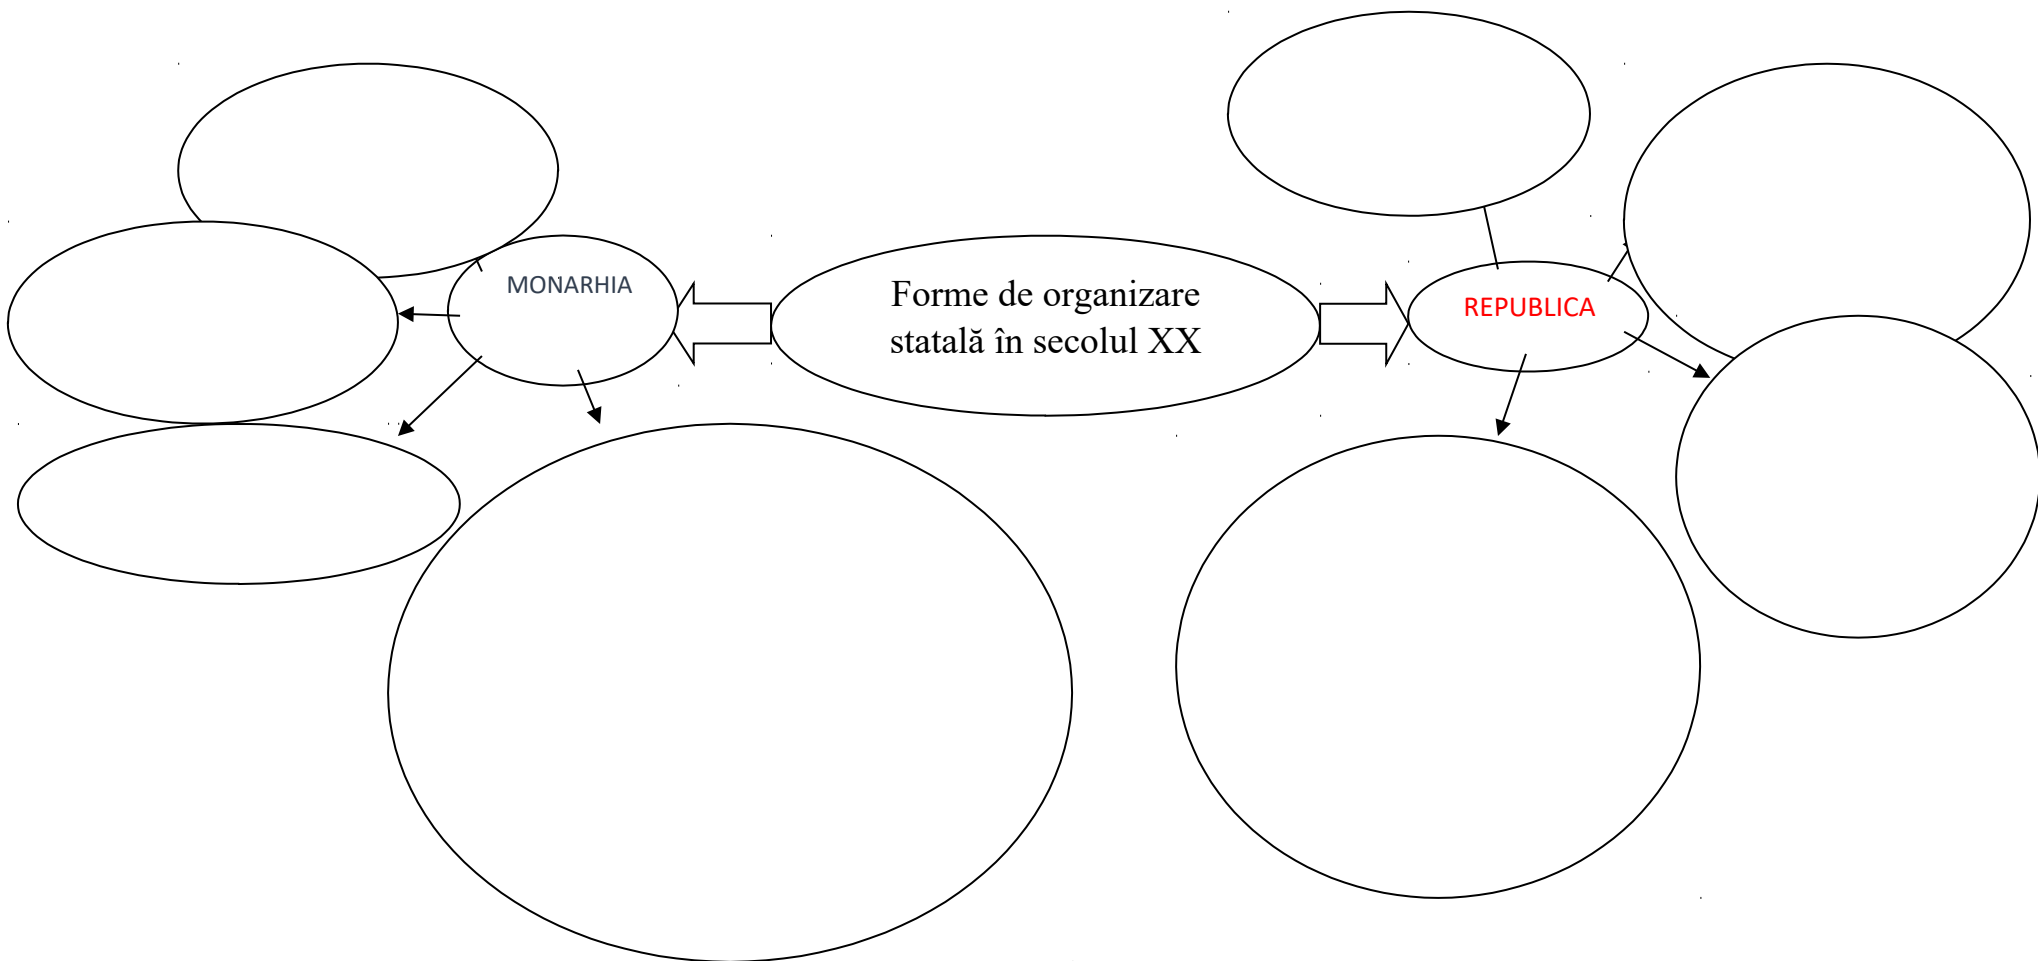 MONARHIA
Forme de organizare
statală în secolul XX
REPUBLICA